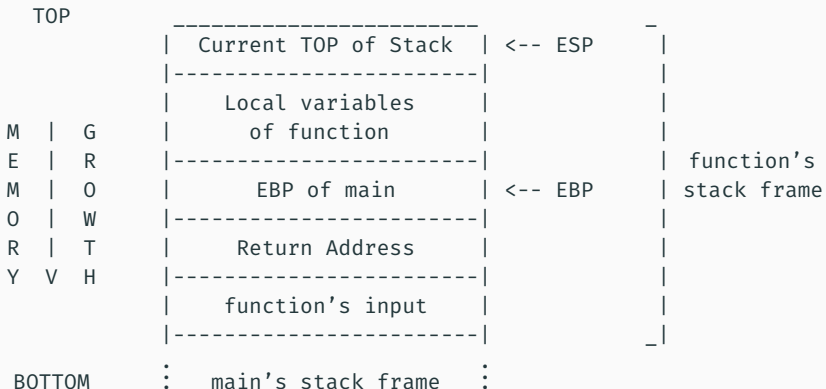 TOP
Current TOP of Stack <-- ESP
Local variables
M | G of function
E | R function's
M | O EBP of main <-- EBP stack frame
O | W
R | T Return Address
Y V H
function's input
BOTTOM main's stack frame